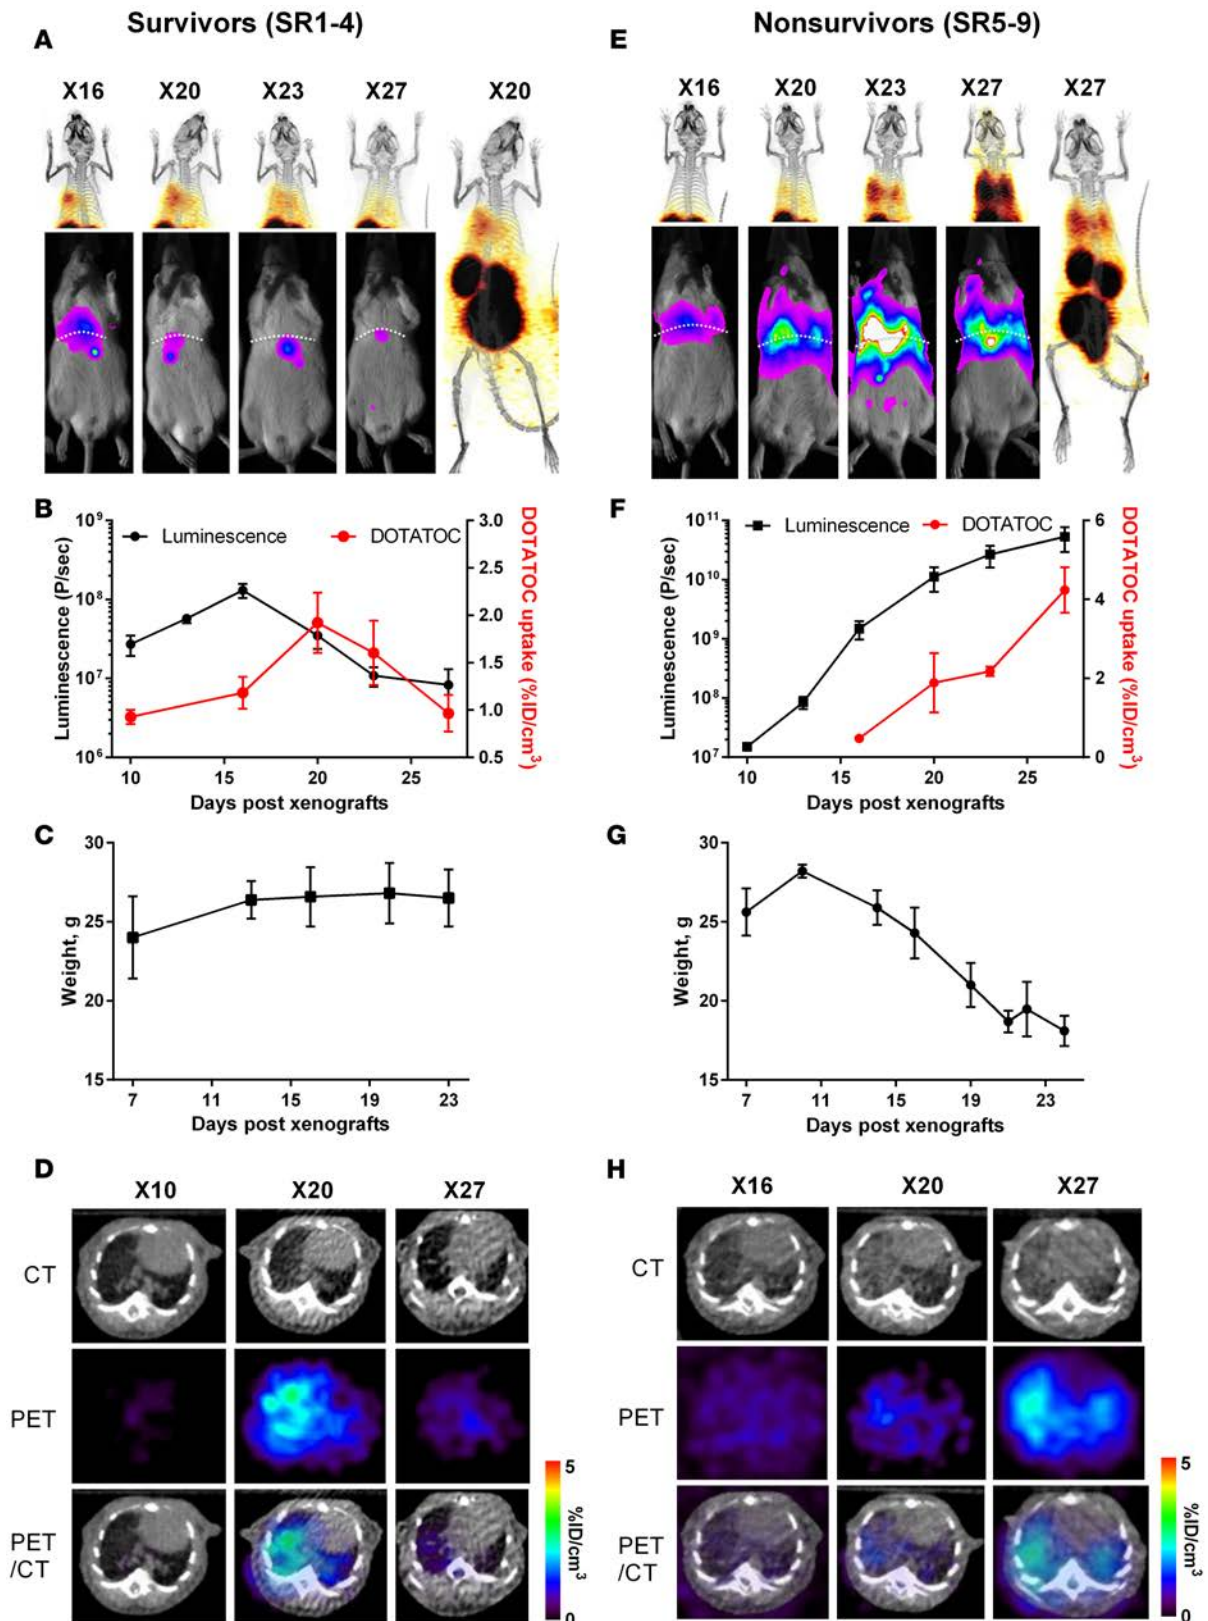 Survivors (SR1-4)
A
X16 X20 X23 X27 X20
B
10⁹
10⁸
10⁷
10⁶
Luminescence (P/sec)
Luminescence DOTATOC
3.0
2.5
2.0
1.5
1.0
0.5
DOTATOC uptake (%ID/cm³)
10 15 20 25
Days post xenografts
C
30
25
20
15
Weight, g
7 11 15 19 23
Days post xenografts
D
X10 X20 X27
CT
PET
PET
/CT
5
%ID/cm³
0
Nonsurvivors (SR5-9)
E
X16 X20 X23 X27 X27
F
10¹¹
10¹⁰
10⁹
10⁸
10⁷
Luminescence (P/sec)
Luminescence DOTATOC
6
4
2
0
DOTATOC uptake (%ID/cm³)
10 15 20 25
Days post xenografts
G
30
25
20
15
Weight, g
7 11 15 19 23
Days post xenografts
H
X16 X20 X27
CT
PET
PET
/CT
5
%ID/cm³
0